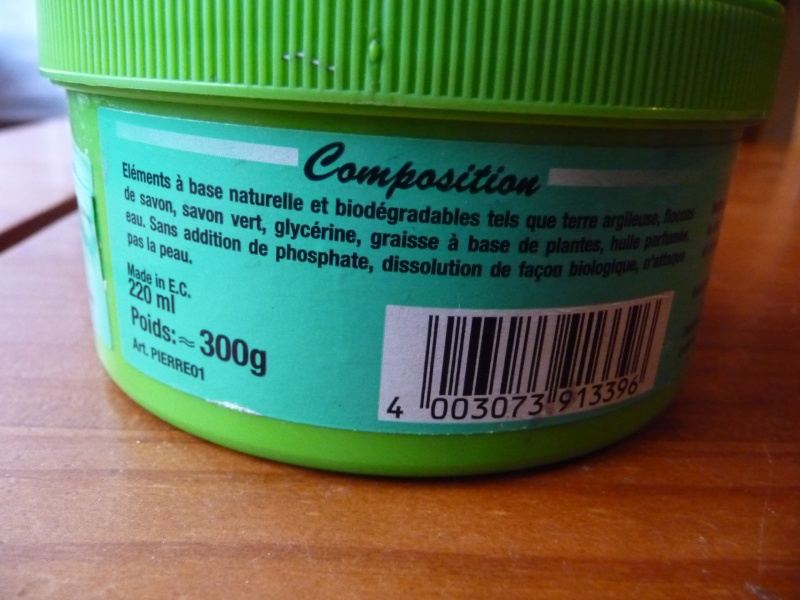 Composition
Eléments à base naturelle et biodégradables tels que terre argileuse, flocons
de savon, savon vert, glycérine, graisse à base de plantes, huile parfumée,
eau. Sans addition de phosphate, dissolution de façon biologique, n'attaque
pas la peau.
Made in E.C.
220 ml
Poids:≈300g
Art. PIERRE01
4 003073 913396